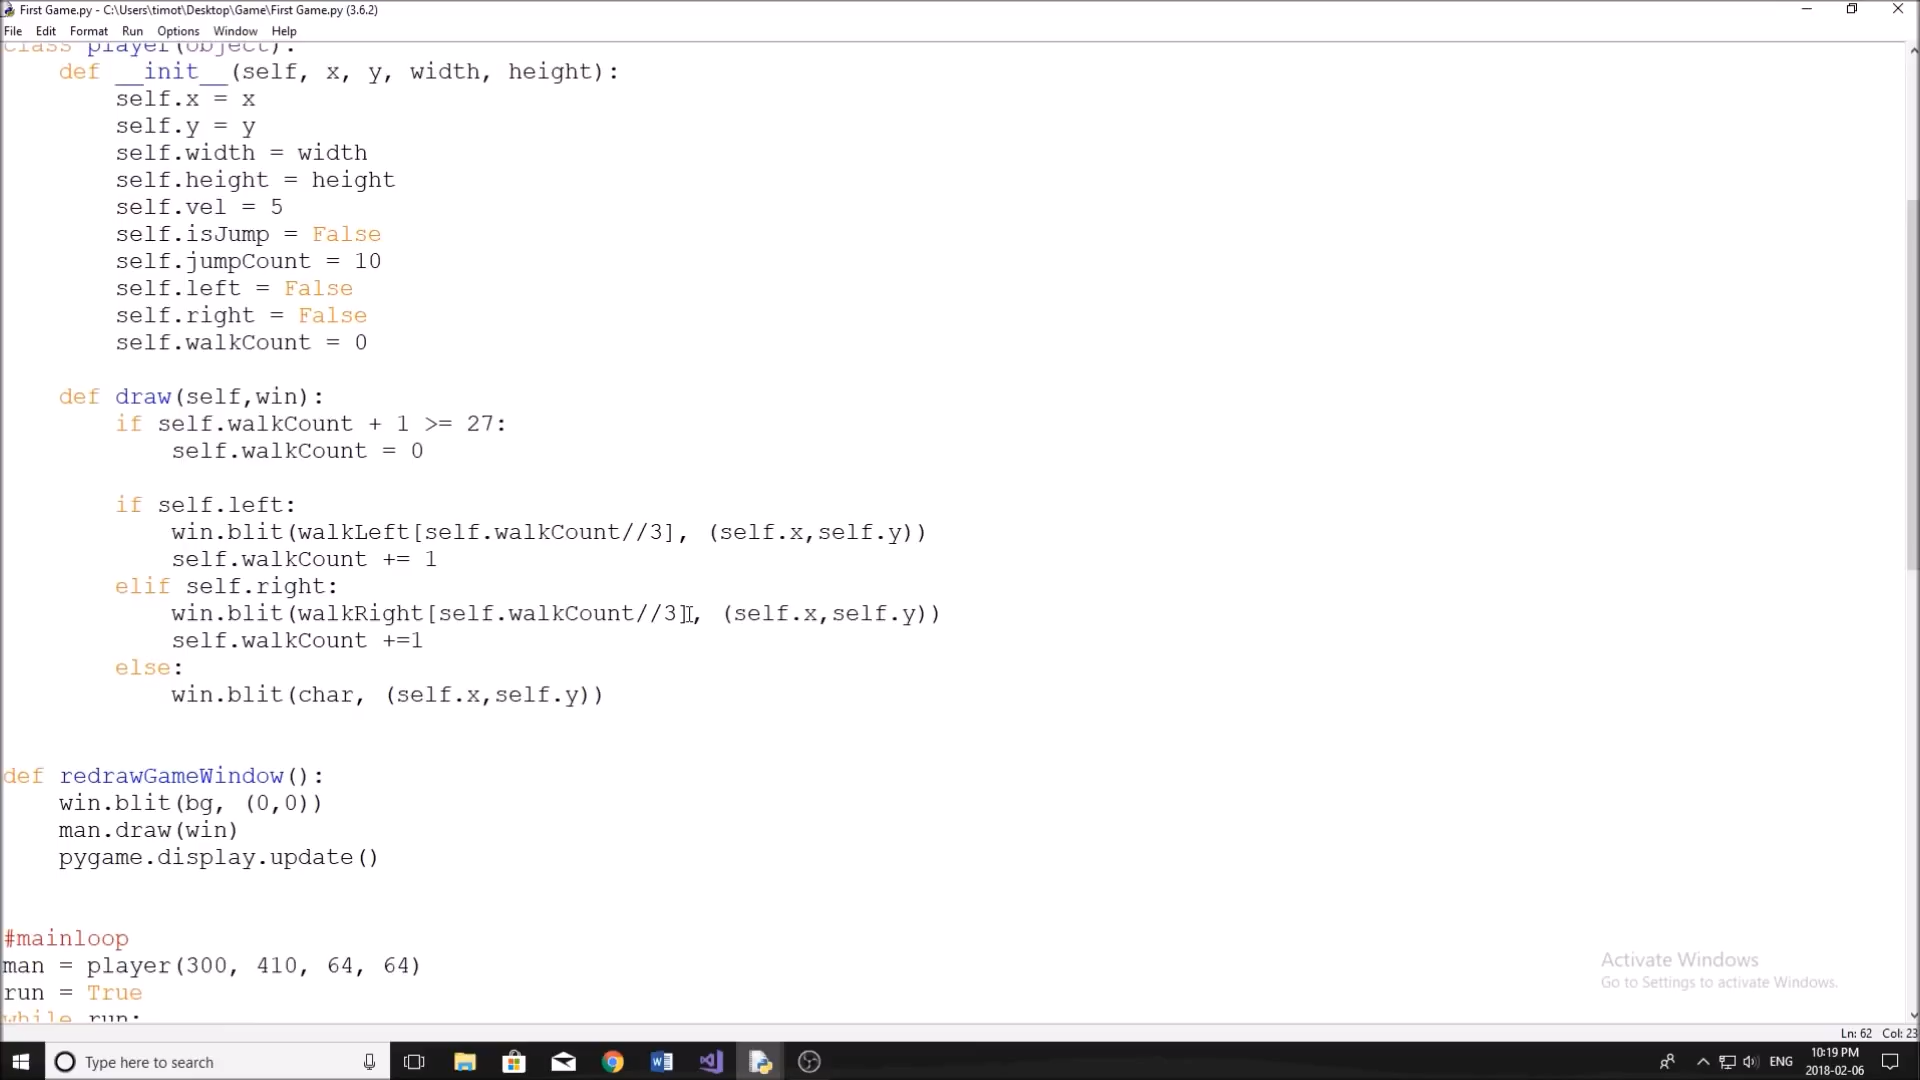 First Game.py - C:\Users\timot\Desktop\Game\First Game.py (3.6.2)
File Edit Format Run Options Window Help
class player(object):
def __init__(self, x, y, width, height):
self.x = x
self.y = y
self.width = width
self.height = height
self.vel = 5
self.isJump = False
self.jumpCount = 10
self.left = False
self.right = False
self.walkCount = 0
def draw(self,win):
if self.walkCount + 1 >= 27:
self.walkCount = 0
if self.left:
win.blit(walkLeft[self.walkCount//3], (self.x,self.y))
self.walkCount += 1
elif self.right:
win.blit(walkRight[self.walkCount//3], (self.x,self.y))
self.walkCount +=1
else:
win.blit(char, (self.x,self.y))
def redrawGameWindow():
win.blit(bg, (0,0))
man.draw(win)
pygame.display.update()
#mainloop
man = player(300, 410, 64, 64)
run = True
while run:
Activate Windows
Go to Settings to activate Windows.
Ln: 62 Col: 23
Type here to search
ENG
10:19 PM
2018-02-06